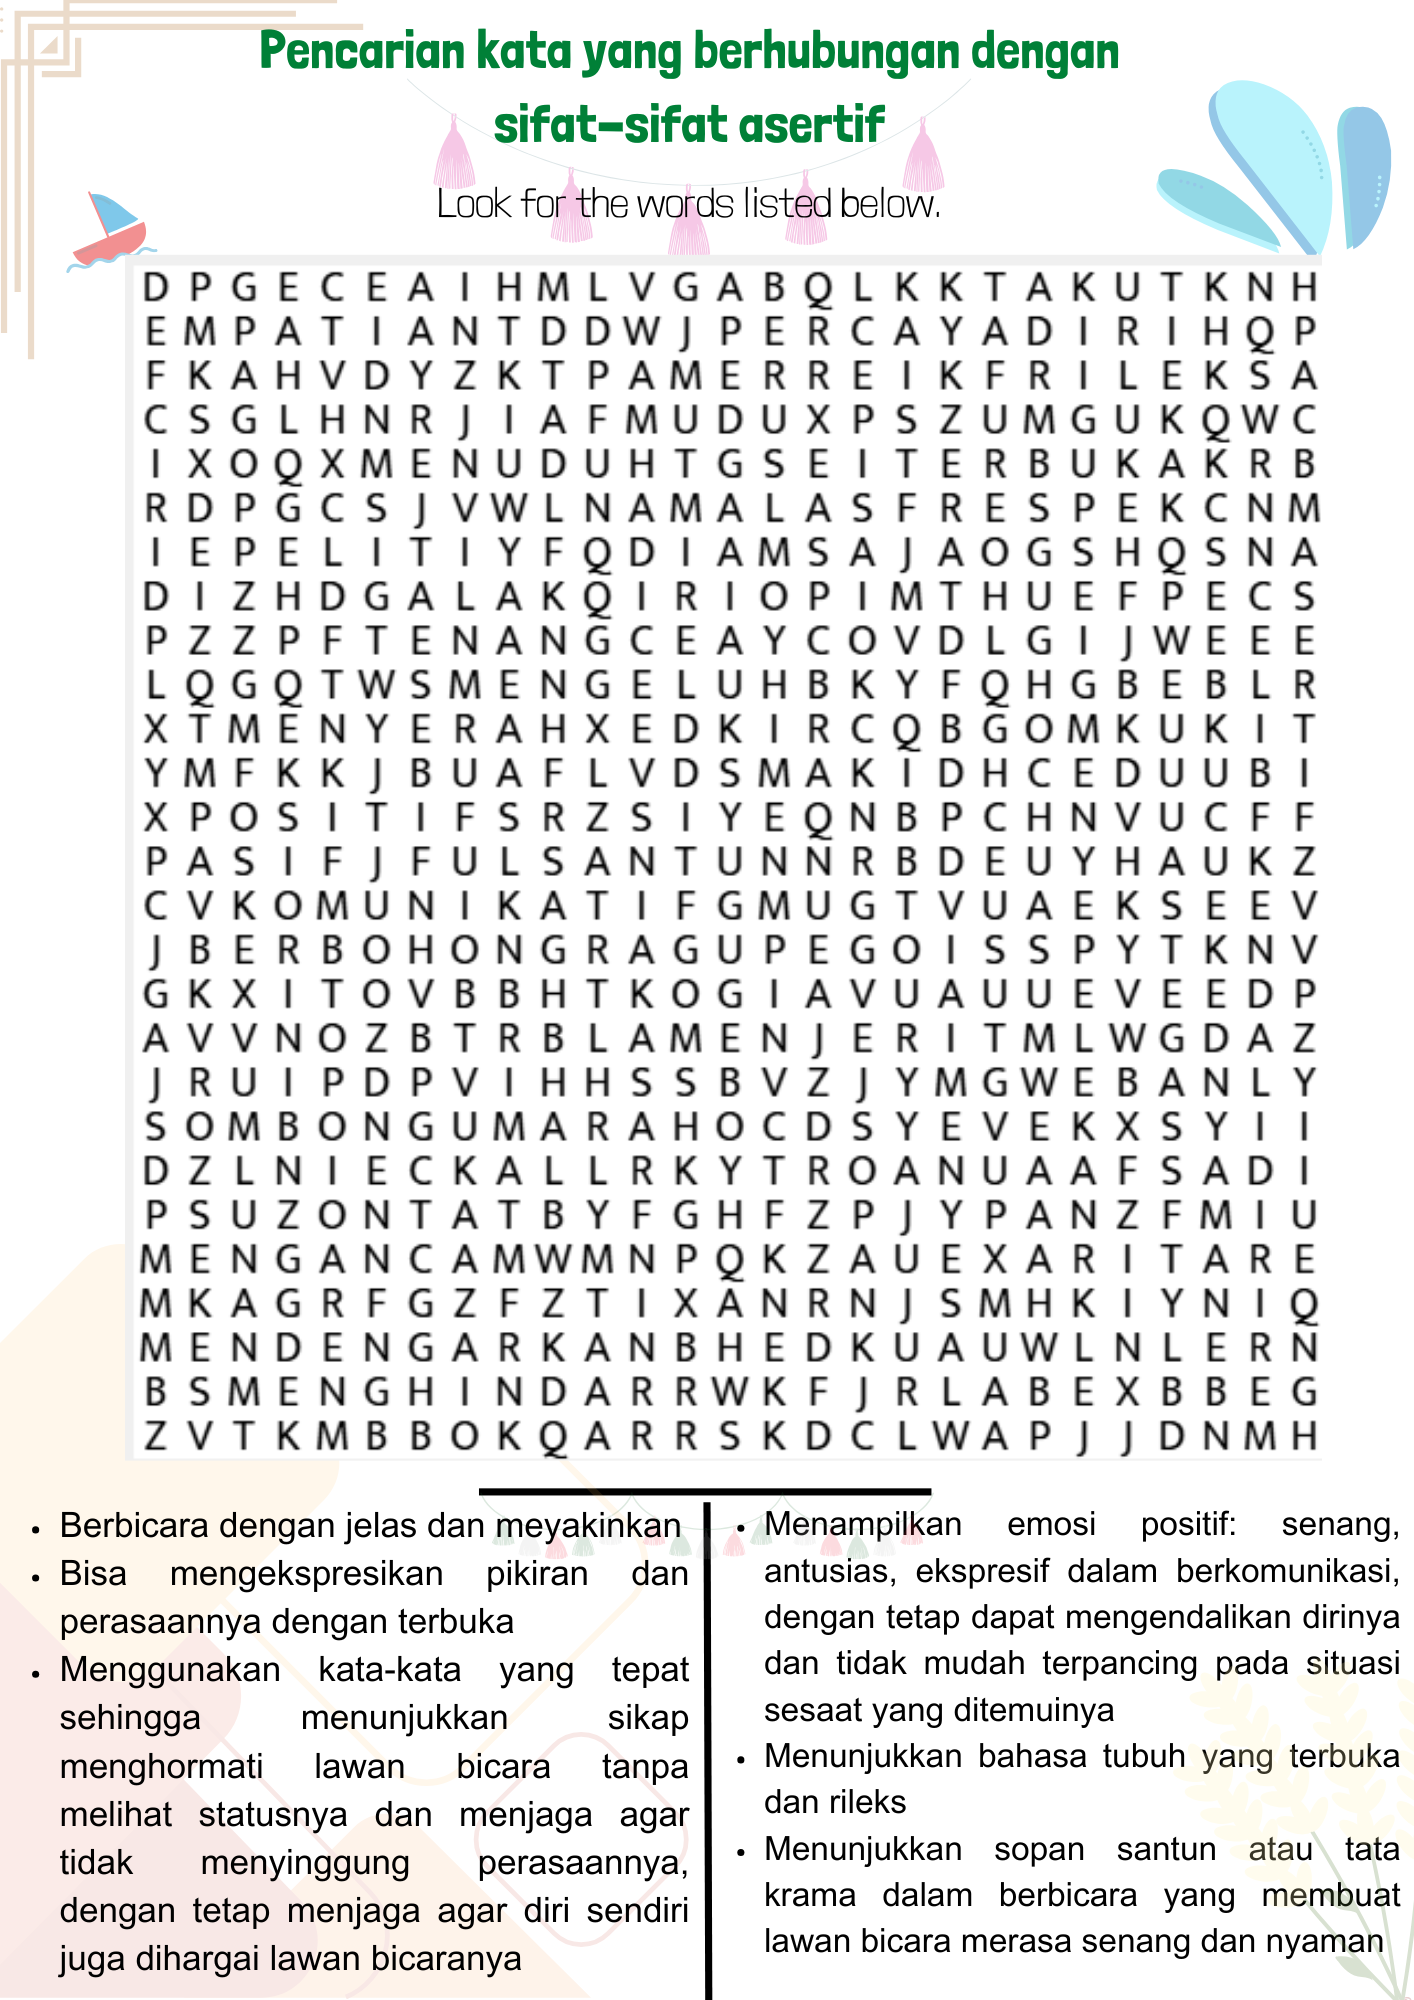 Pencarian kata yang berhubungan dengan
sifat-sifat asertif
Look for the words listed below.
D P G E C E A I H M L V G A B Q L K K T A K U T K N H
E M P A T I A N T D D W J P E R C A Y A D I R I H Q P
F K A H V D Y Z K T P A M E R R E I K F R I L E K S A
C S G L H N R J I A F M U D U X P S Z U M G U K Q W C
I X O Q X M E N U D U H T G S E I T E R B U K A K R B
R D P G C S J V W L N A M A L A S F R E S P E K C N M
I E P E L I T I Y F Q D I A M S A J A O G S H Q S N A
D I Z H D G A L A K Q I R I O P I M T H U E F P E C S
P Z Z P F T E N A N G C E A Y C O V D L G I J W E E E
L Q G Q T W S M E N G E L U H B K Y F Q H G B E B L R
X T M E N Y E R A H X E D K I R C Q B G O M K U K I T
Y M F K K J B U A F L V D S M A K I D H C E D U U B I
X P O S I T I F S R Z S I Y E Q N B P C H N V U C F F
P A S I F J F U L S A N T U N N R B D E U Y H A U K Z
C V K O M U N I K A T I F G M U G T V U A E K S E E V
J B E R B O H O N G R A G U P E G O I S S P Y T K N V
G K X I T O V B B H T K O G I A V U A U U E V E E D P
A V V N O Z B T R B L A M E N J E R I T M L W G D A Z
J R U I P D P V I H H S S B V Z J Y M G W E B A N L Y
S O M B O N G U M A R A H O C D S Y E V E K X S Y I I
D Z L N I E C K A L L R K Y T R O A N U A A F S A D I
P S U Z O N T A T B Y F G H F Z P J Y P A N Z F M I U
M E N G A N C A M W M N P Q K Z A U E X A R I T A R E
M K A G R F G Z F Z T I X A N R N J S M H K I Y N I Q
M E N D E N G A R K A N B H E D K U A U W L N L E R N
B S M E N G H I N D A R R W K F J R L A B E X B B E G
Z V T K M B B O K Q A R R S K D C L W A P J J D N M H
• Berbicara dengan jelas dan meyakinkan
• Bisa mengekspresikan pikiran dan
perasaannya dengan terbuka
• Menggunakan kata-kata yang tepat
sehingga menunjukkan sikap
menghormati lawan bicara tanpa
melihat statusnya dan menjaga agar
tidak menyinggung perasaannya,
dengan tetap menjaga agar diri sendiri
juga dihargai lawan bicaranya
• Menampilkan emosi positif: senang,
antusias, ekspresif dalam berkomunikasi,
dengan tetap dapat mengendalikan dirinya
dan tidak mudah terpancing pada situasi
sesaat yang ditemuinya
• Menunjukkan bahasa tubuh yang terbuka
dan rileks
• Menunjukkan sopan santun atau tata
krama dalam berbicara yang membuat
lawan bicara merasa senang dan nyaman